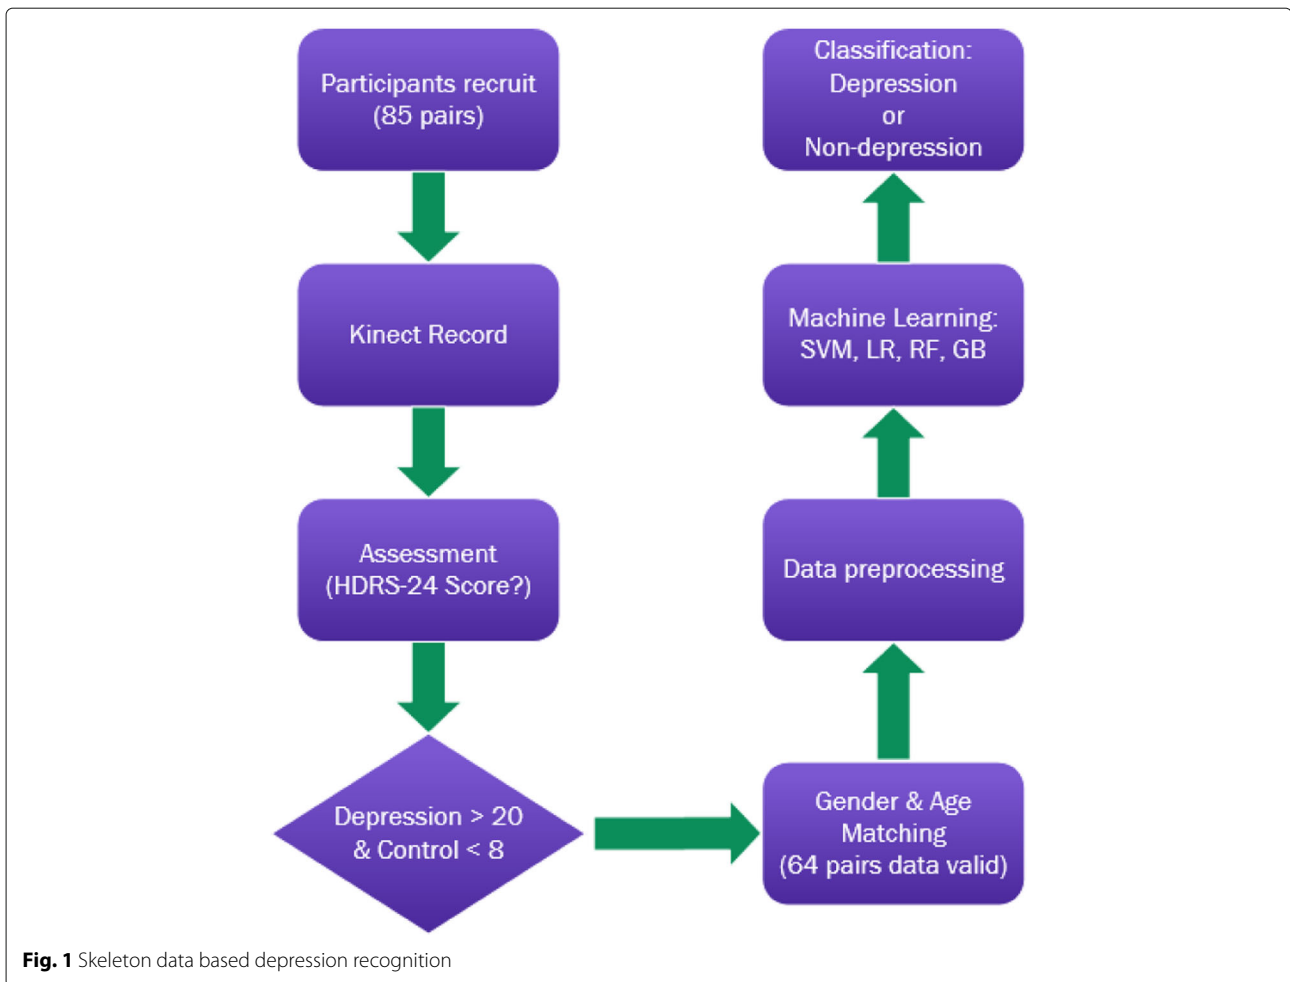 Participants recruit
(85 pairs)
Kinect Record
Assessment
(HDRS-24 Score?)
Depression > 20
& Control < 8
Gender & Age
Matching
(64 pairs data valid)
Data preprocessing
Machine Learning:
SVM, LR, RF, GB
Classification:
Depression
or
Non-depression
Fig. 1 Skeleton data based depression recognition